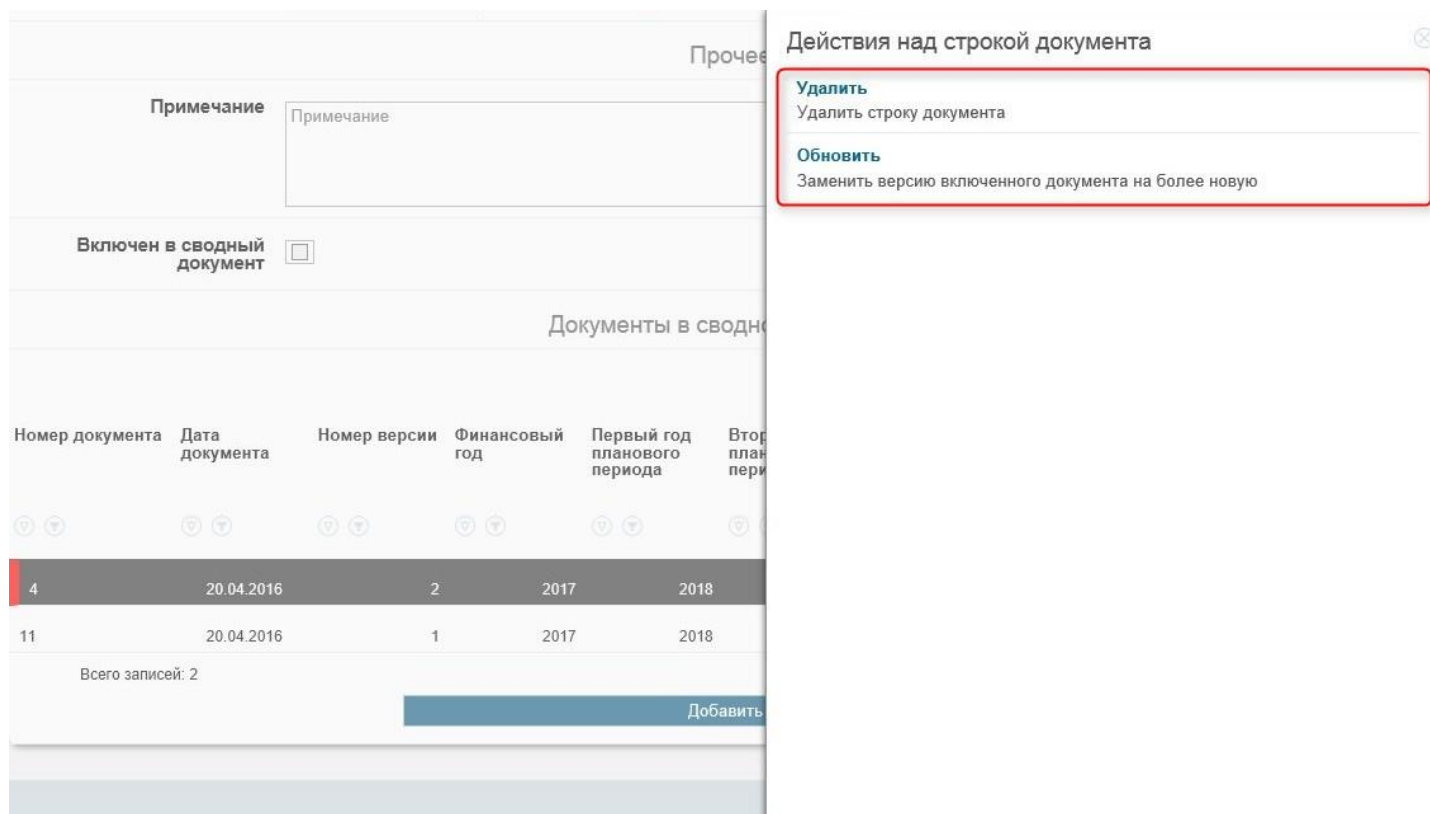 Прочее
Действия над строкой документа
Удалить
Удалить строку документа
Обновить
Заменить версию включенного документа на более новую
Примечание
Примечание
Включен в сводный
документ
Документы в сводно
Номер документа
Дата
документа
Номер версии
Финансовый
год
Первый год
планового
периода
Втор
план
пери
4 20.04.2016 2 2017 2018
11 20.04.2016 1 2017 2018
Всего записей: 2
Добавить